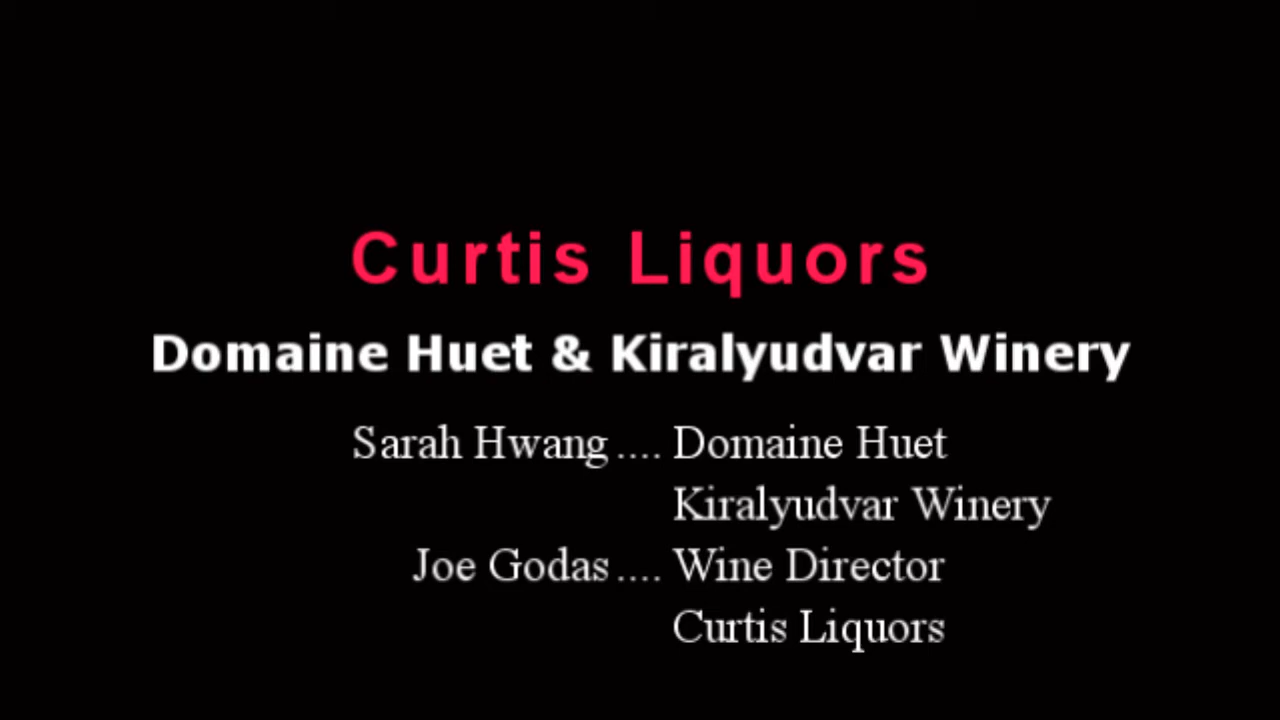 Curtis Liquors
Domaine Huet & Kiralyudvar Winery
Sarah Hwang .... Domaine Huet
Kiralyudvar Winery
Joe Godas .... Wine Director
Curtis Liquors